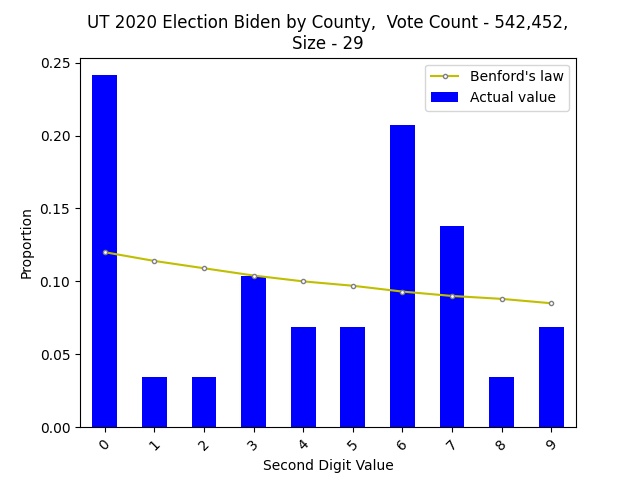 UT 2020 Election Biden by County,  Vote Count - 542,452,
Size - 29
Benford's law
Actual value
Proportion
0.25
0.20
0.15
0.10
0.05
0.00
0 1 2 3 4 5 6 7 8 9
Second Digit Value